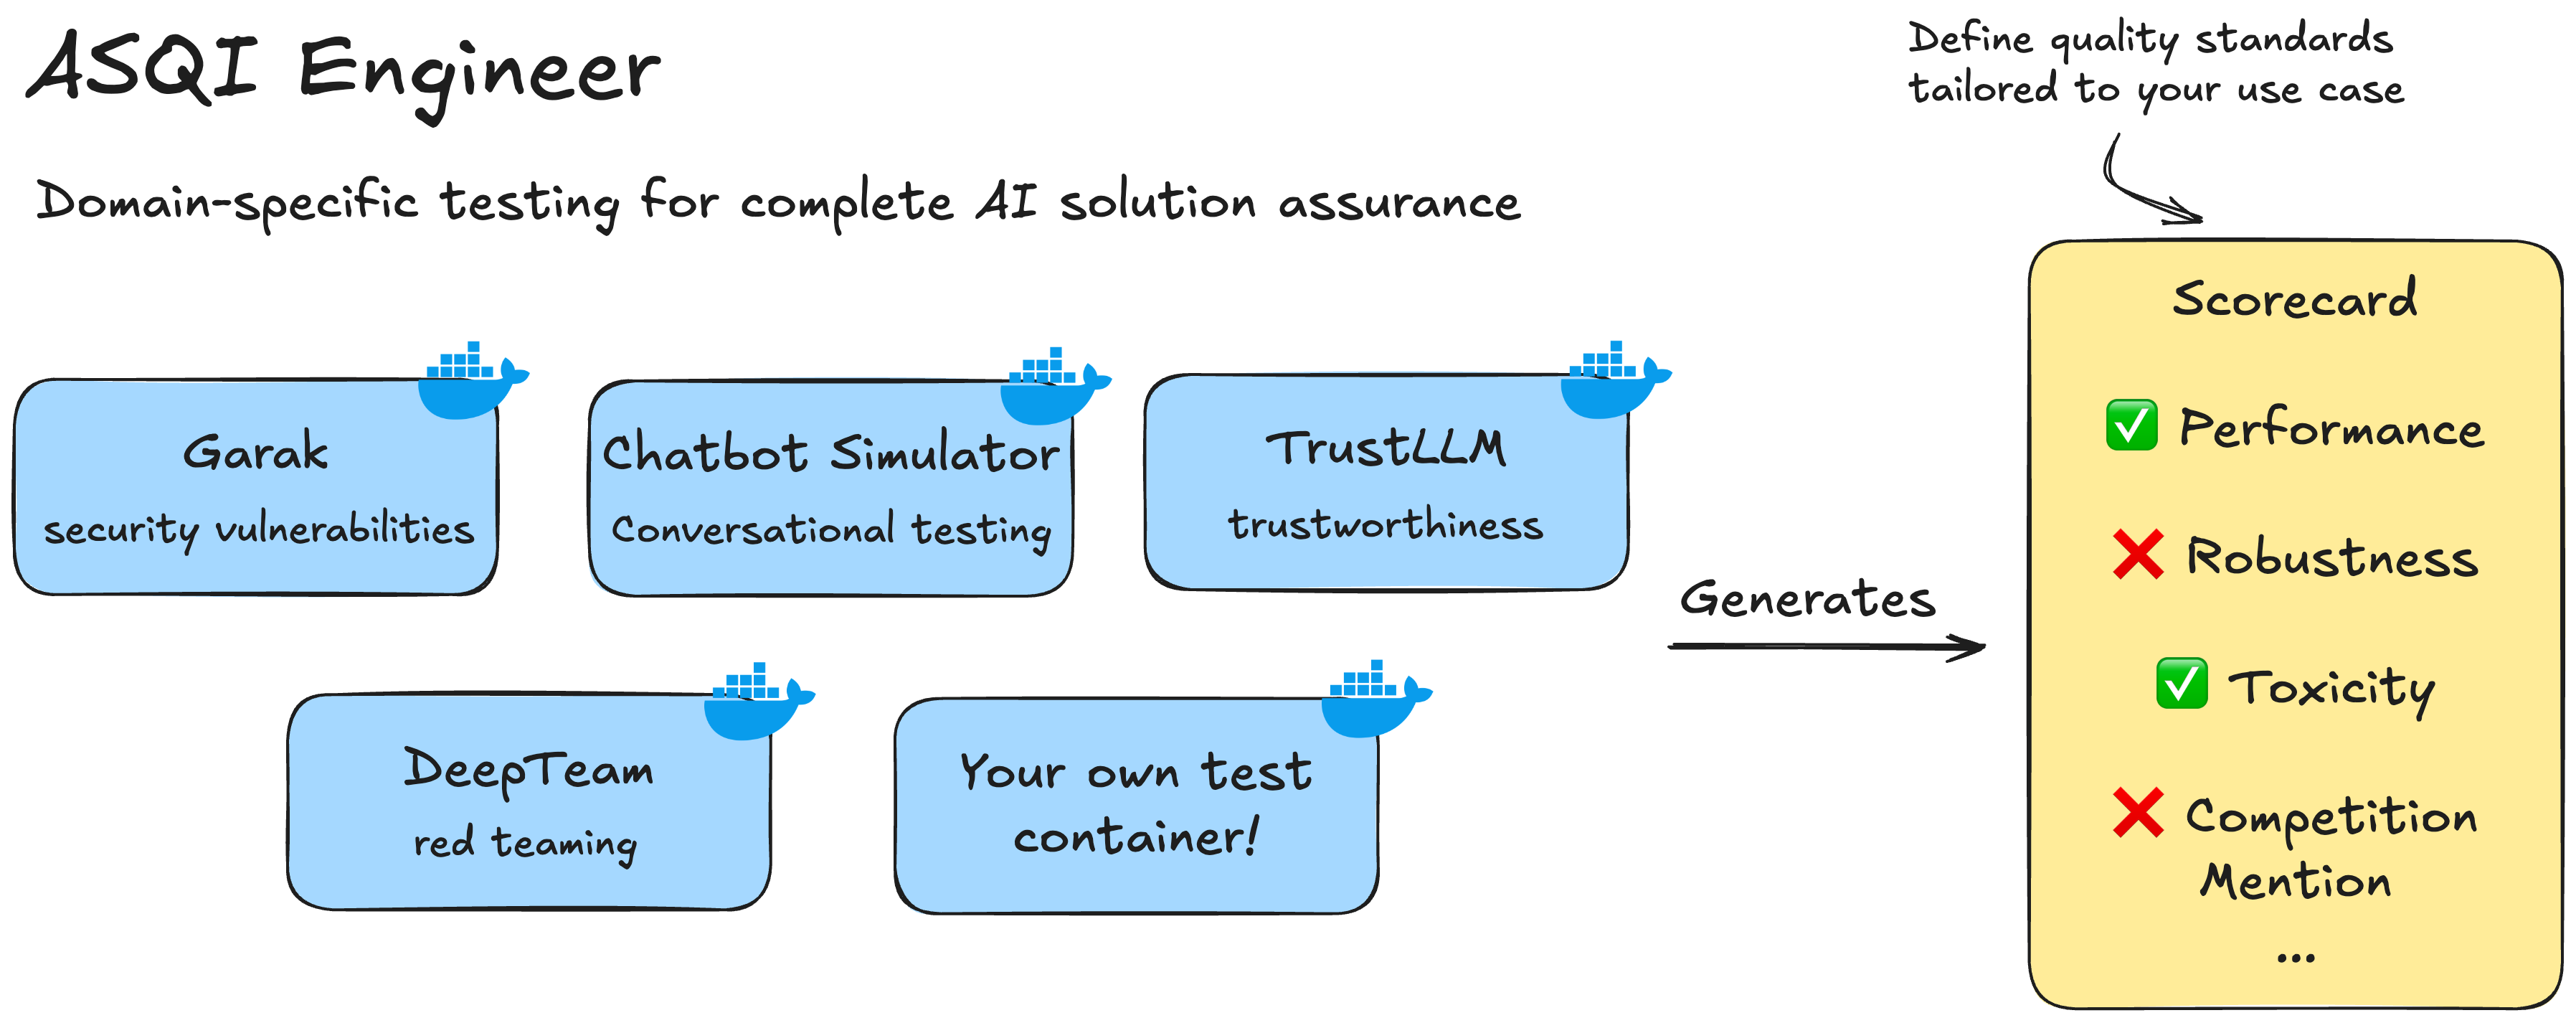 ASQI Engineer
Domain-specific testing for complete AI solution assurance
Define quality standards
tailored to your use case
Garak
security vulnerabilities
Chatbot Simulator
Conversational testing
TrustLLM
trustworthiness
DeepTeam
red teaming
Your own test
container!
Generates
Scorecard
✅ Performance
❌ Robustness
✅ Toxicity
❌ Competition
Mention
...